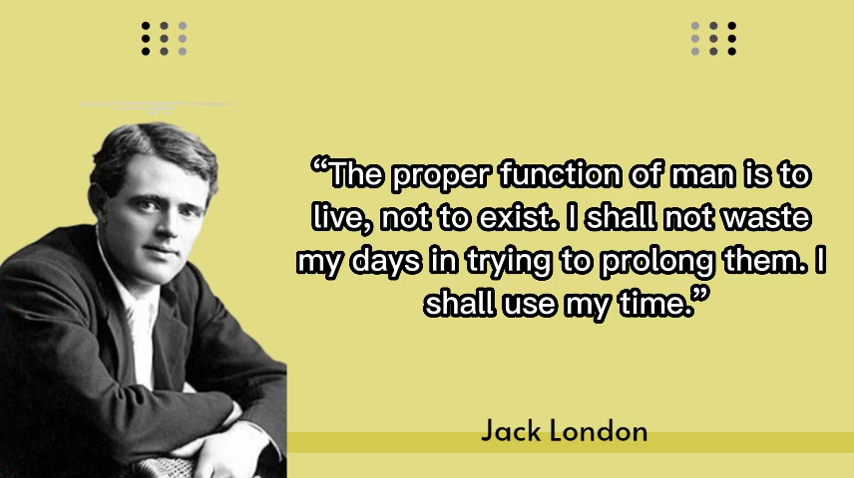 “The proper function of man is to
live, not to exist. I shall not waste
my days in trying to prolong them. I
shall use my time.”
Jack London